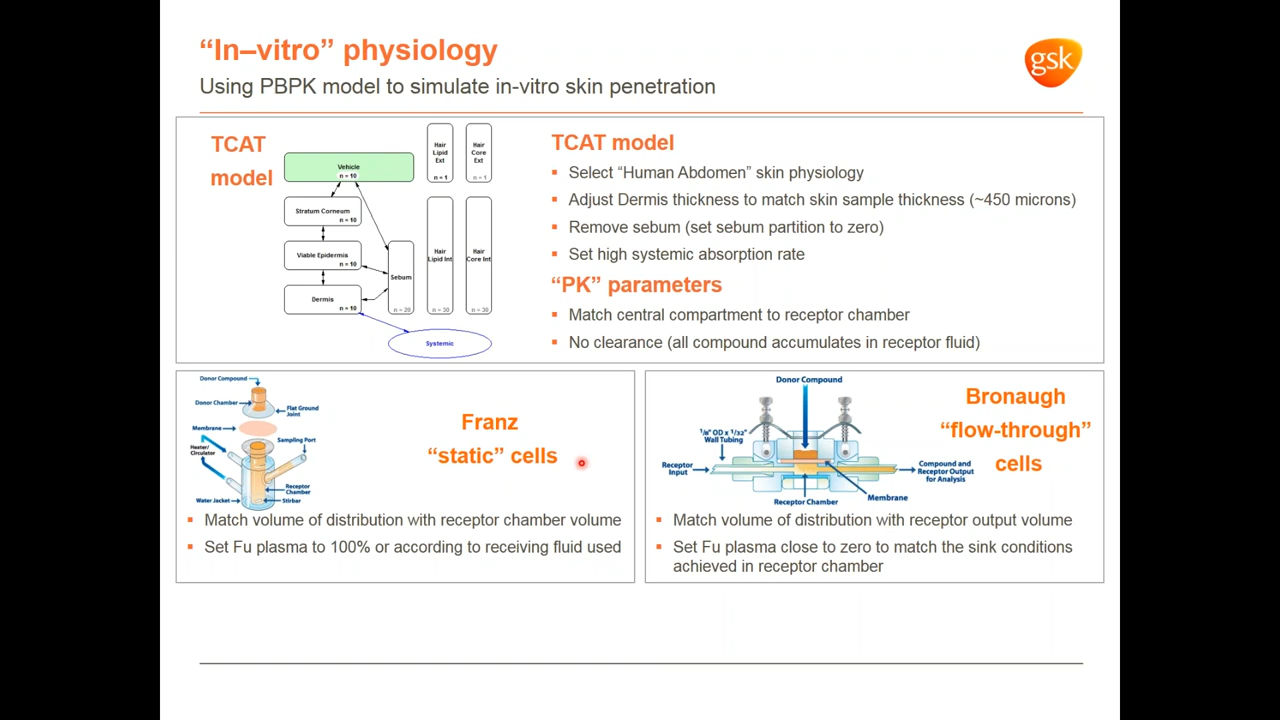 “In–vitro” physiology
gsk
Using PBPK model to simulate in-vitro skin penetration
TCAT
model
Vehicle
n = 10
Stratum Corneum
n = 10
Viable Epidermis
n = 10
Dermis
n = 10
Sebum
n = 20
Hair
Lipid
Ext
n = 1
Hair
Core
Ext
n = 1
Hair
Lipid Int
n = 30
Hair
Core Int
n = 30
Systemic
TCAT model
Select “Human Abdomen” skin physiology
Adjust Dermis thickness to match skin sample thickness (~450 microns)
Remove sebum (set sebum partition to zero)
Set high systemic absorption rate
“PK” parameters
Match central compartment to receptor chamber
No clearance (all compound accumulates in receptor fluid)
Donor Compound
Donor Chamber
Flat Ground
Joint
Membrane
Sampling Port
Heater/
Circulator
Receptor
Chamber
Water Jacket
Stirbar
Franz
“static” cells
Match volume of distribution with receptor chamber volume
Set Fu plasma to 100% or according to receiving fluid used
Donor Compound
1/8" OD x 1/32"
Wall Tubing
Receptor
Input
Compound and
Receptor Output
for Analysis
Membrane
Receptor Chamber
Bronaugh
“flow-through”
cells
Match volume of distribution with receptor output volume
Set Fu plasma close to zero to match the sink conditions
achieved in receptor chamber